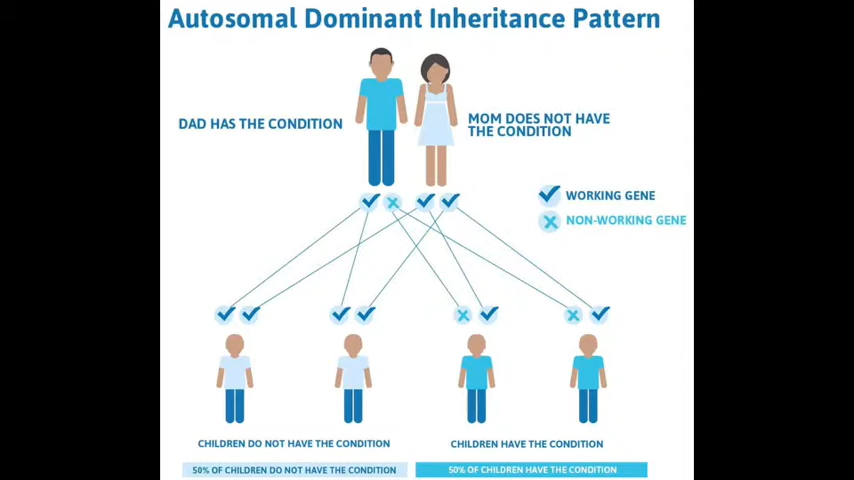 Autosomal Dominant Inheritance Pattern
DAD HAS THE CONDITION
MOM DOES NOT HAVE
THE CONDITION
WORKING GENE
NON-WORKING GENE
CHILDREN DO NOT HAVE THE CONDITION
CHILDREN HAVE THE CONDITION
50% OF CHILDREN DO NOT HAVE THE CONDITION
50% OF CHILDREN HAVE THE CONDITION